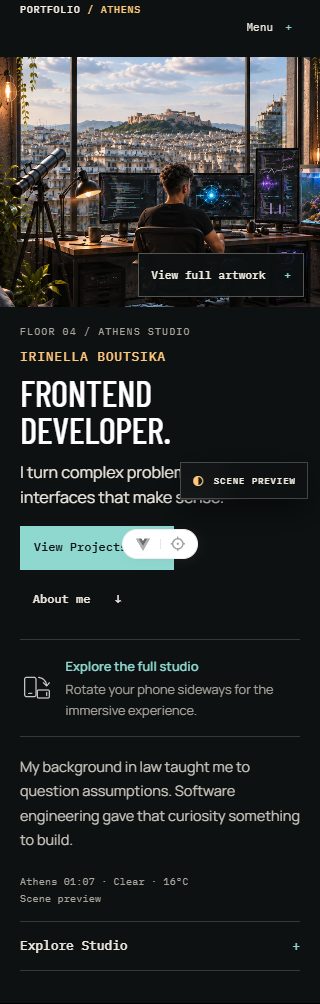 PORTFOLIO / ATHENS
Menu +
View full artwork +
FLOOR 04 / ATHENS STUDIO
IRINELLA BOUTSIKA
FRONTEND
DEVELOPER.
I turn complex
SCENE PREVIEW
interfaces that make sense.
View Projects
About me ↓
Explore the full studio
Rotate your phone sideways for the
immersive experience.
My background in law taught me to
question assumptions. Software
engineering gave that curiosity something
to build.
Athens 01:07 · Clear · 16°C
Scene preview
Explore Studio +